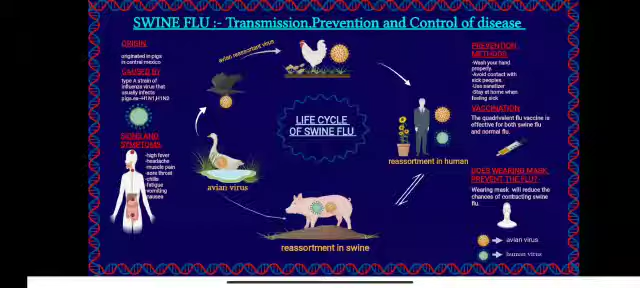 SWINE FLU :- Transmission,Prevention and Control of disease
ORIGIN
originated in pigs
in central mexico
CAUSED BY
type A strain of
influenza virus that
usually infects
pigs.ex-H1N1,H1N2
SIGNS AND
SYMPTOMS
-high fever
-headache
-muscle pain
-sore throat
-chills
-fatigue
-vomiting
-nausea
avian reassortant virus
LIFE CYCLE
OF SWINE FLU
avian virus
reassortment in swine
reassortment in human
PREVENTION
METHODS
-Wash your hand
properly.
-Avoid contact with
sick peoples.
-Use sanetizer
-Stay at home when
feeling sick
VACCINATION
The quadrivalent flu vaccine is
effective for both swine flu
and normal flu.
DOES WEARING MASK
PREVENT THE FLU?
Wearing mask will reduce the
chances of contracting swine
flu.
avian virus
human virus